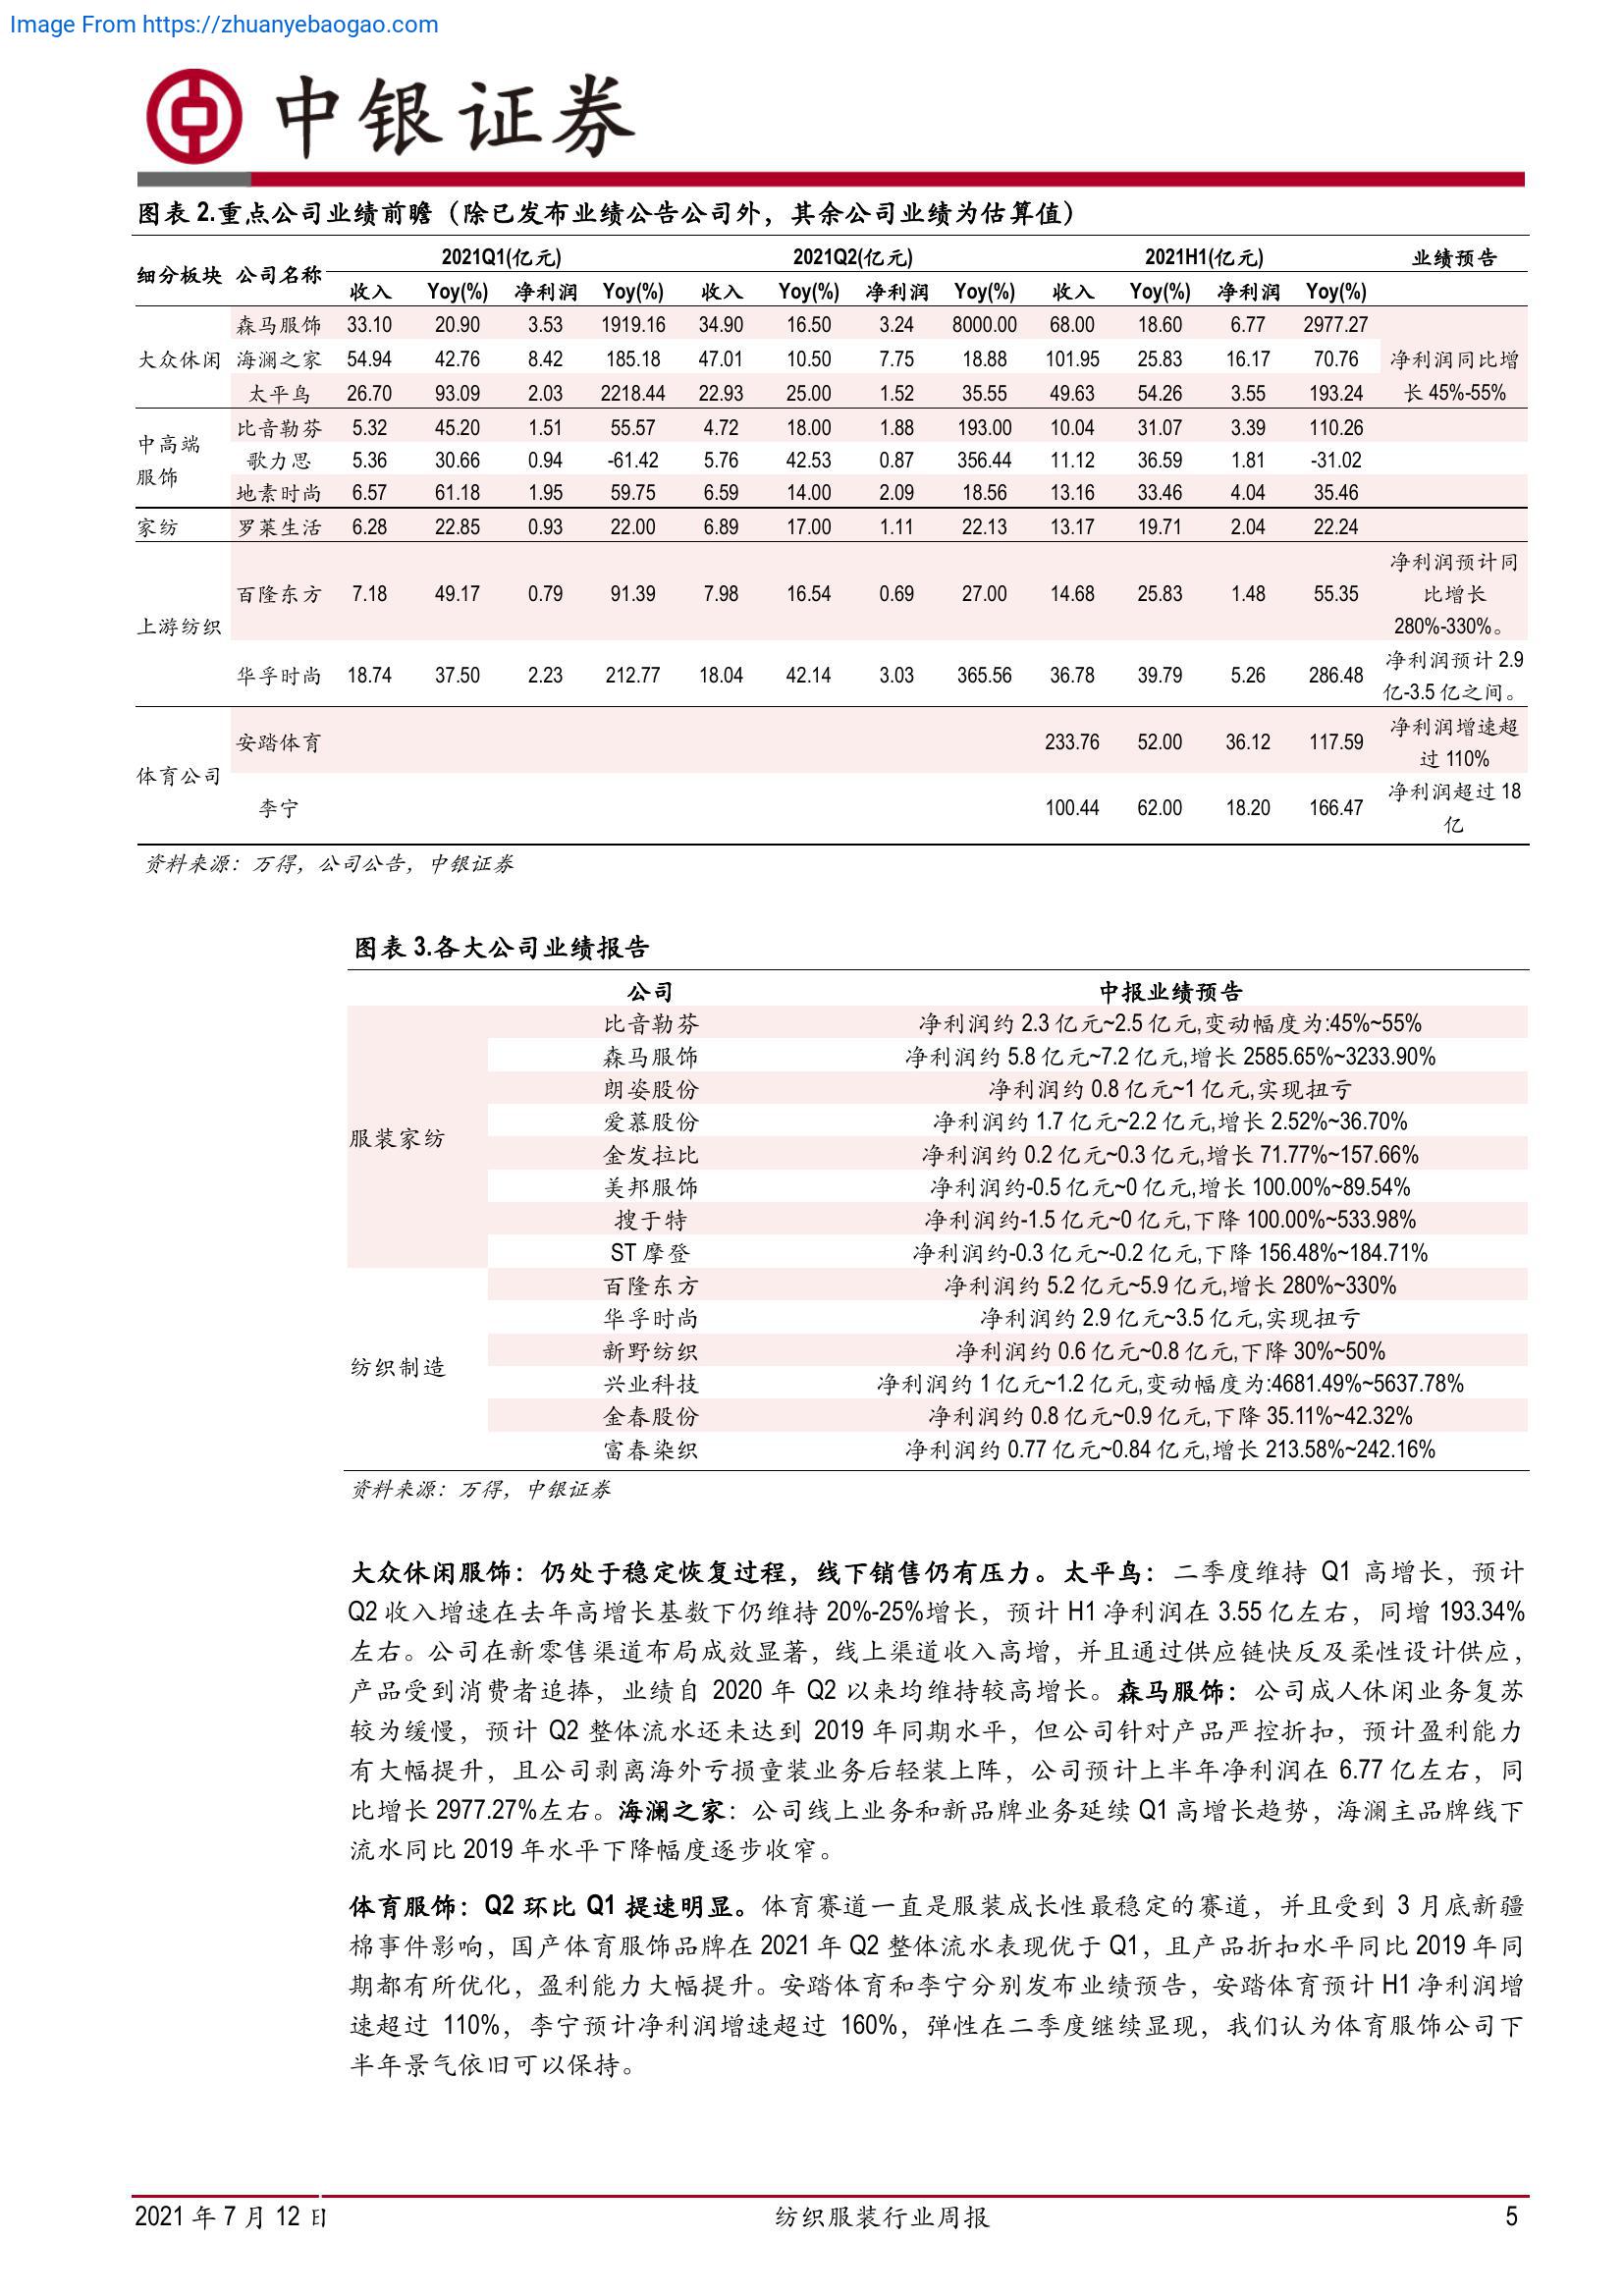 Image From https://zhuanyebaogao.com
中银证券
图表 2.重点公司业绩前瞻（除已发布业绩公告公司外，其余公司业绩为估算值）
细分板块 公司名称 2021Q1(亿元) 2021Q2(亿元) 2021H1(亿元) 业绩预告
收入 Yoy(%) 净利润 Yoy(%) 收入 Yoy(%) 净利润 Yoy(%) 收入 Yoy(%) 净利润 Yoy(%)
森马服饰 33.10 20.90 3.53 1919.16 34.90 16.50 3.24 8000.00 68.00 18.60 6.77 2977.27
大众休闲 海澜之家 54.94 42.76 8.42 185.18 47.01 10.50 7.75 18.88 101.95 25.83 16.17 70.76 净利润同比增
太平鸟 26.70 93.09 2.03 2218.44 22.93 25.00 1.52 35.55 49.63 54.26 3.55 193.24 长 45%-55%
中高端 比音勒芬 5.32 45.20 1.51 55.57 4.72 18.00 1.88 193.00 10.04 31.07 3.39 110.26
歌力思 5.36 30.66 0.94 -61.42 5.76 42.53 0.87 356.44 11.12 36.59 1.81 -31.02
服饰 地素时尚 6.57 61.18 1.95 59.75 6.59 14.00 2.09 18.56 13.16 33.46 4.04 35.46
家纺 罗莱生活 6.28 22.85 0.93 22.00 6.89 17.00 1.11 22.13 13.17 19.71 2.04 22.24
净利润预计同
百隆东方 7.18 49.17 0.79 91.39 7.98 16.54 0.69 27.00 14.68 25.83 1.48 55.35 比增长
上游纺织 280%-330%。
华孚时尚 18.74 37.50 2.23 212.77 18.04 42.14 3.03 365.56 36.78 39.79 5.26 286.48 净利润预计 2.9
亿-3.5 亿之间。
安踏体育 233.76 52.00 36.12 117.59 净利润增速超
过 110%
体育公司
李宁 100.44 62.00 18.20 166.47 净利润超过 18
亿
资料来源：万得，公司公告，中银证券
图表 3.各大公司业绩报告
公司 中报业绩预告
比音勒芬 净利润约 2.3 亿元~2.5 亿元,变动幅度为:45%~55%
森马服饰 净利润约 5.8 亿元~7.2 亿元,增长 2585.65%~3233.90%
朗姿股份 净利润约 0.8 亿元~1 亿元,实现扭亏
爱慕股份 净利润约 1.7 亿元~2.2 亿元,增长 2.52%~36.70%
服装家纺
金发拉比 净利润约 0.2 亿元~0.3 亿元,增长 71.77%~157.66%
美邦服饰 净利润约-0.5 亿元~0 亿元,增长 100.00%~89.54%
搜于特 净利润约-1.5 亿元~0 亿元,下降 100.00%~533.98%
ST 摩登 净利润约-0.3 亿元~-0.2 亿元,下降 156.48%~184.71%
百隆东方 净利润约 5.2 亿元~5.9 亿元,增长 280%~330%
华孚时尚 净利润约 2.9 亿元~3.5 亿元,实现扭亏
新野纺织 净利润约 0.6 亿元~0.8 亿元,下降 30%~50%
纺织制造
兴业科技 净利润约 1 亿元~1.2 亿元,变动幅度为:4681.49%~5637.78%
金春股份 净利润约 0.8 亿元~0.9 亿元,下降 35.11%~42.32%
富春染织 净利润约 0.77 亿元~0.84 亿元,增长 213.58%~242.16%
资料来源：万得，中银证券
大众休闲服饰：仍处于稳定恢复过程，线下销售仍有压力。太平鸟：二季度维持 Q1 高增长，预计
Q2 收入增速在去年高增长基数下仍维持 20%-25%增长，预计 H1 净利润在 3.55 亿左右，同增 193.34%
左右。公司在新零售渠道布局成效显著，线上渠道收入高增，并且通过供应链快反及柔性设计供应，
产品受到消费者追捧，业绩自 2020 年 Q2 以来均维持较高增长。森马服饰：公司成人休闲业务复苏
较为缓慢，预计 Q2 整体流水还未达到 2019 年同期水平，但公司针对产品严控折扣，预计盈利能力
有大幅提升，且公司剥离海外亏损童装业务后轻装上阵，公司预计上半年净利润在 6.77 亿左右，同
比增长 2977.27%左右。海澜之家：公司线上业务和新品牌业务延续 Q1 高增长趋势，海澜主品牌线下
流水同比 2019 年水平下降幅度逐步收窄。
体育服饰：Q2 环比 Q1 提速明显。体育赛道一直是服装成长性最稳定的赛道，并且受到 3 月底新疆
棉事件影响，国产体育服饰品牌在 2021 年 Q2 整体流水表现优于 Q1，且产品折扣水平同比 2019 年同
期都有所优化，盈利能力大幅提升。安踏体育和李宁分别发布业绩预告，安踏体育预计 H1 净利润增
速超过 110%，李宁预计净利润增速超过 160%，弹性在二季度继续显现，我们认为体育服饰公司下
半年景气依旧可以保持。
2021 年 7 月 12 日 纺织服装行业周报 5